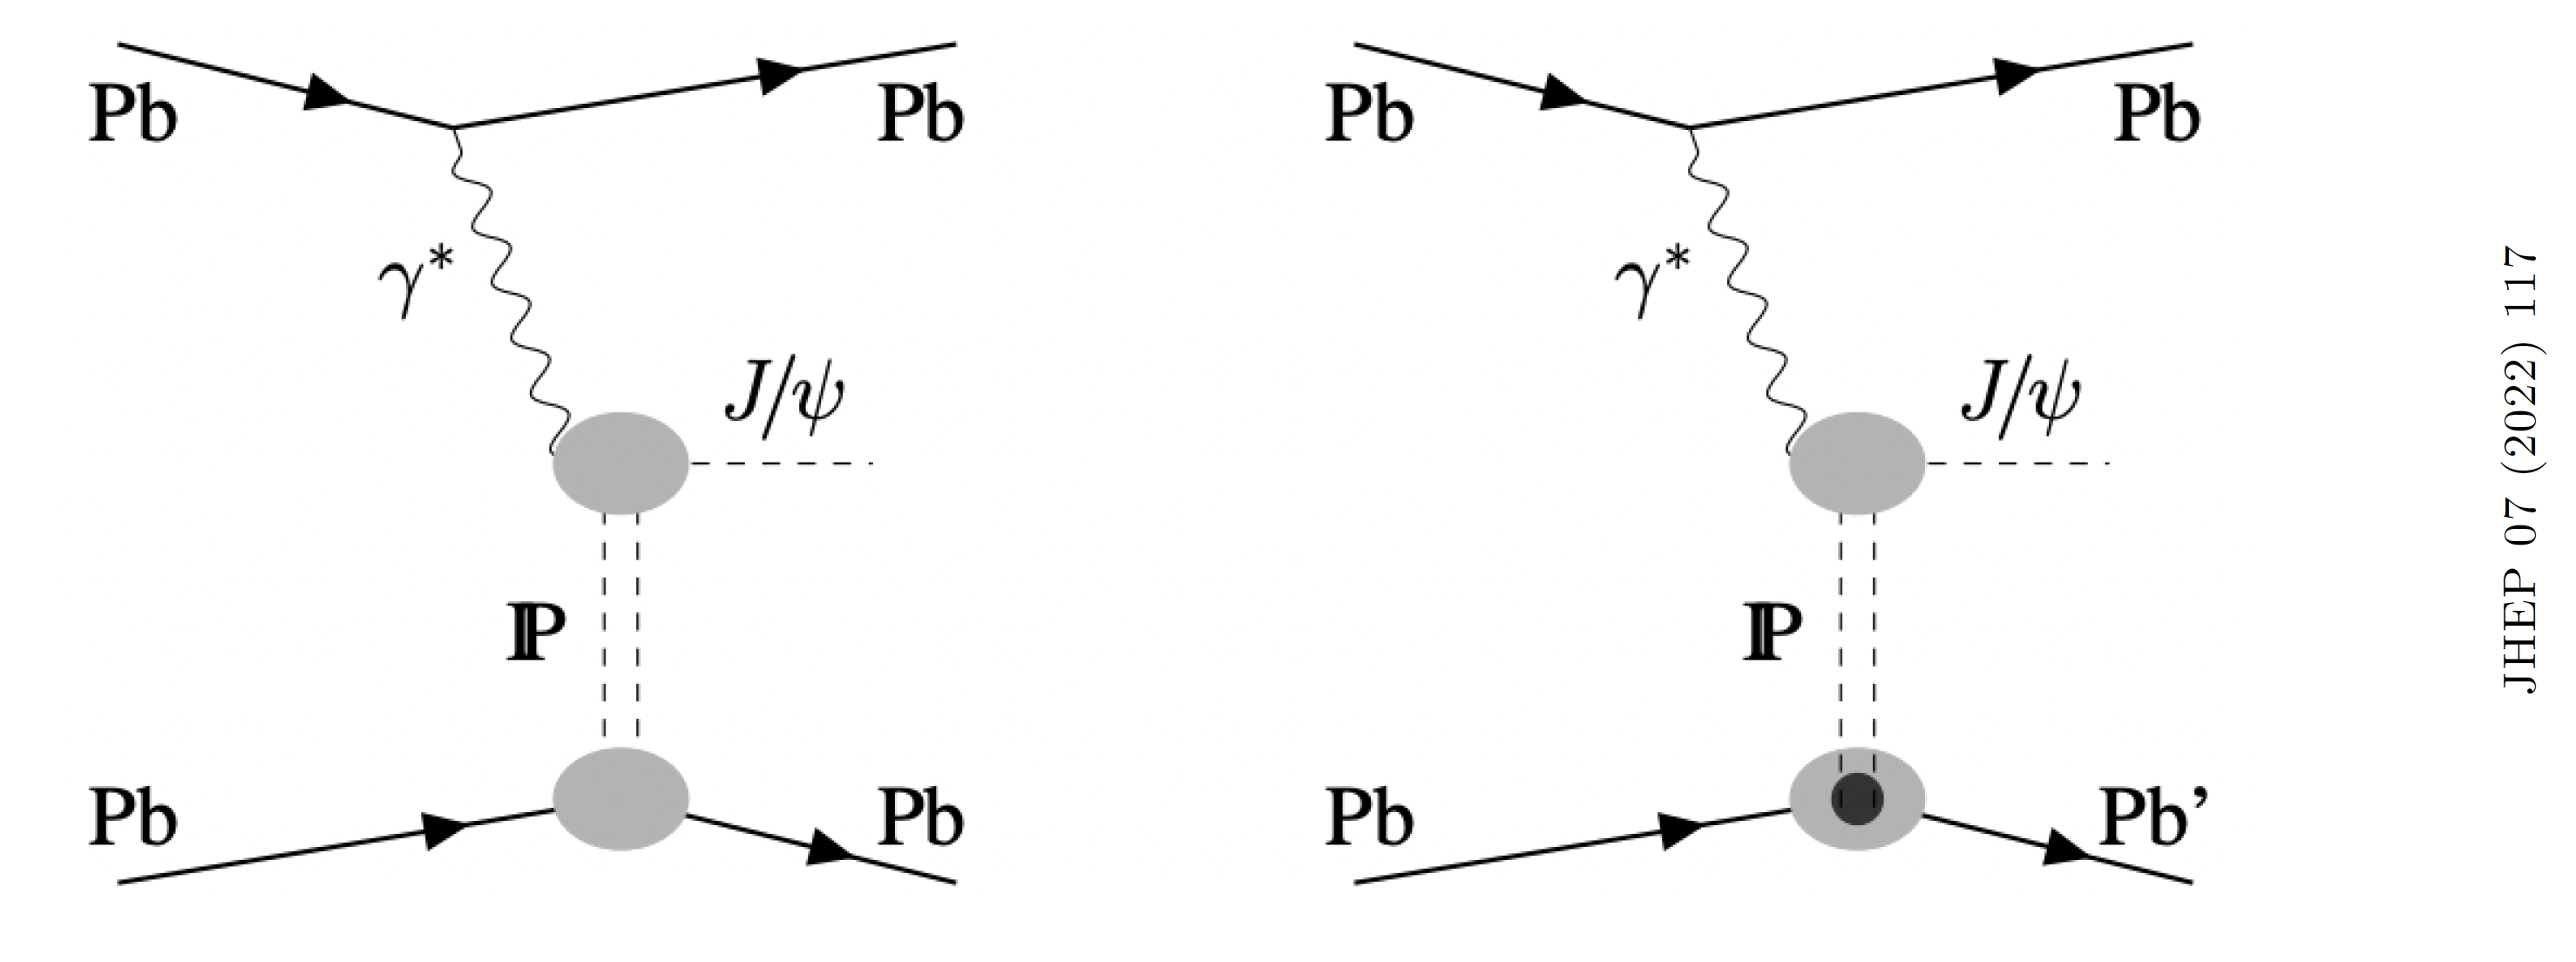 Pb Pb
γ*
J/ψ
ℙ
Pb Pb
Pb Pb
γ*
J/ψ
ℙ
Pb Pb’
JHEP 07 (2022) 117